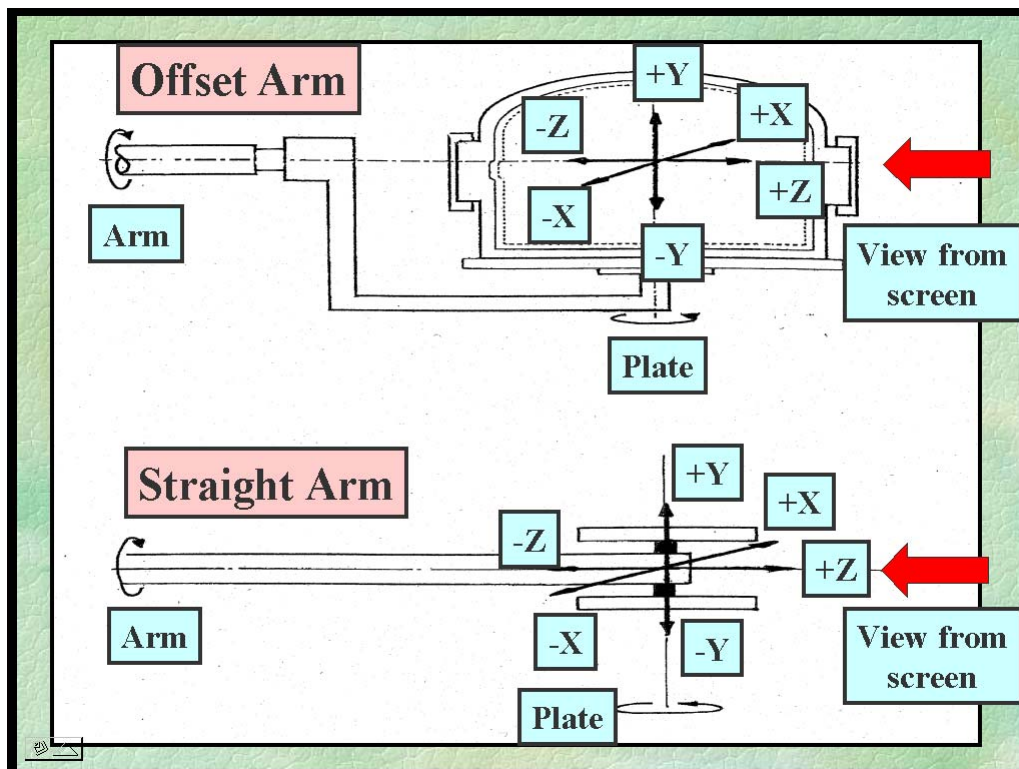 Offset Arm
+Y
+X
-Z
+Z
-X
-Y
Arm
View from
screen
Plate
Straight Arm
+Y
+X
-Z
+Z
Arm
-X
-Y
View from
screen
Plate